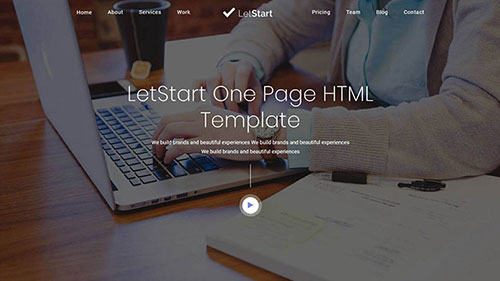 Home About Services Work LetStart Pricing Team Blog Contact
LetStart One Page HTML
Template
We build brands and beautiful experiences We build brands and beautiful experiences
We build brands and beautiful experiences